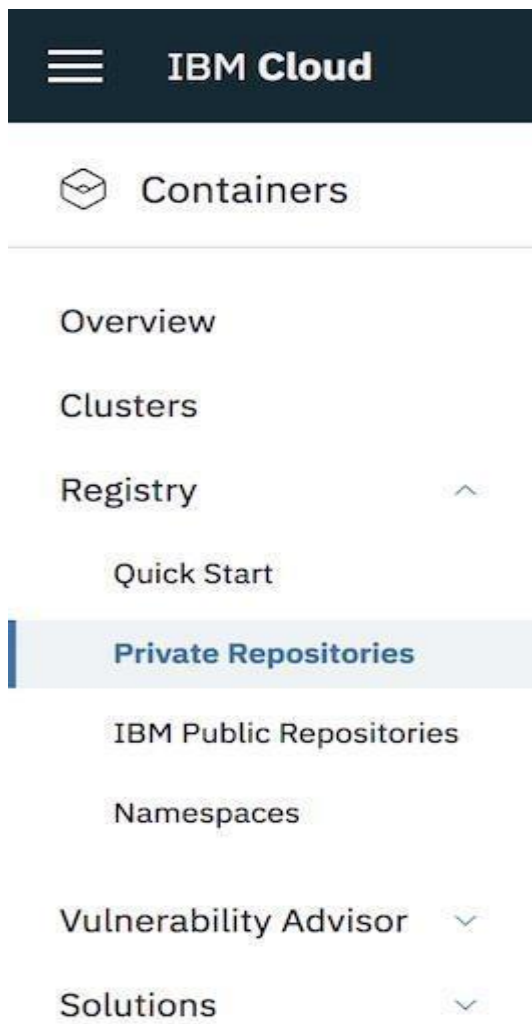 IBM Cloud
Containers
Overview
Clusters
Registry
Quick Start
Private Repositories
IBM Public Repositories
Namespaces
Vulnerability Advisor
Solutions